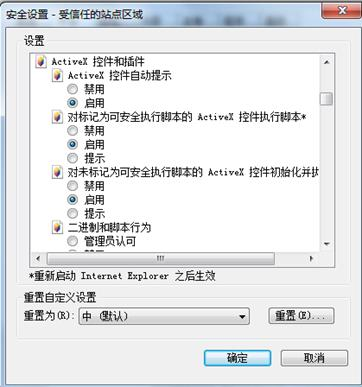 安全设置 - 受信任的站点区域
设置
ActiveX 控件和插件
ActiveX 控件自动提示
禁用
启用
对标记为可安全执行脚本的 ActiveX 控件执行脚本*
禁用
启用
提示
对未标记为可安全执行脚本的 ActiveX 控件初始化并执
禁用
启用
提示
二进制和脚本行为
管理员认可
*重新启动 Internet Explorer 之后生效
重置自定义设置
重置为(R): 中 (默认) 重置(E)...
确定 取消